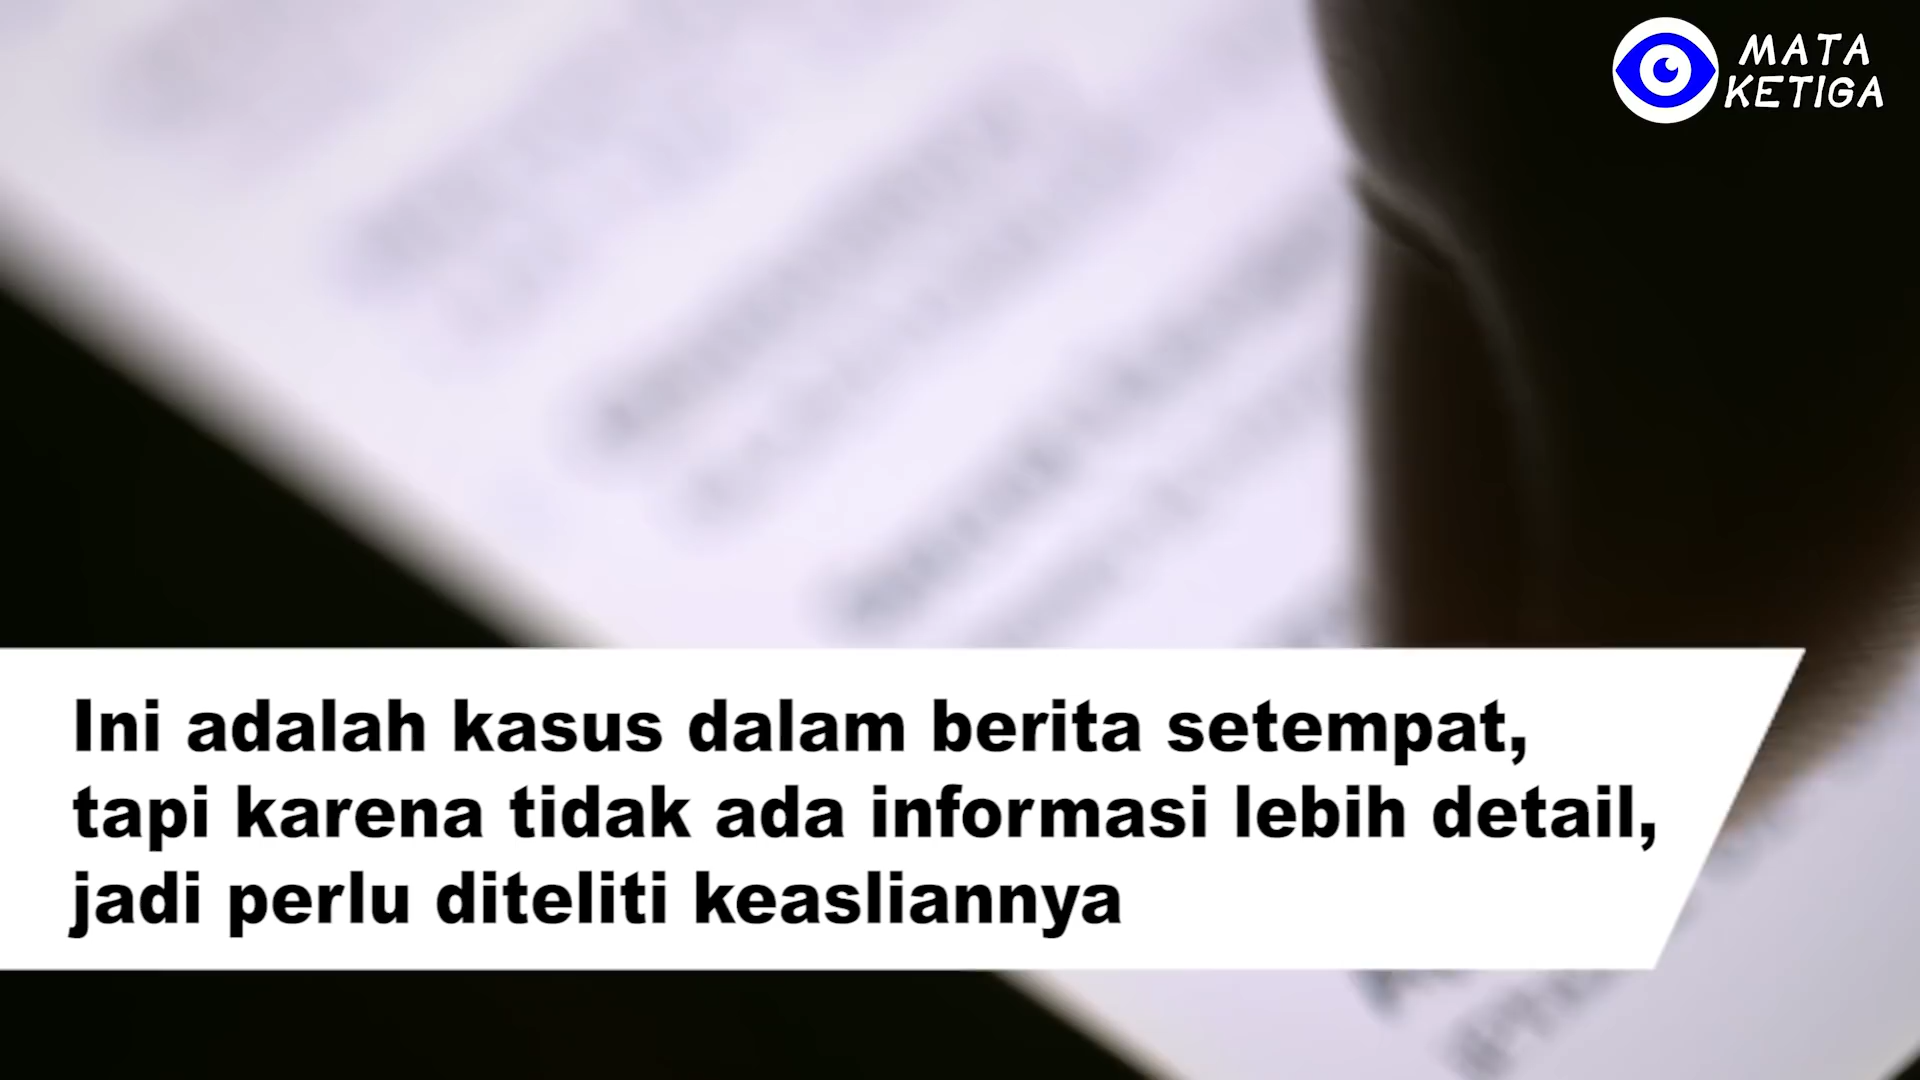 MATA
KETIGA
Ini adalah kasus dalam berita setempat,
tapi karena tidak ada informasi lebih detail,
jadi perlu diteliti keasliannya